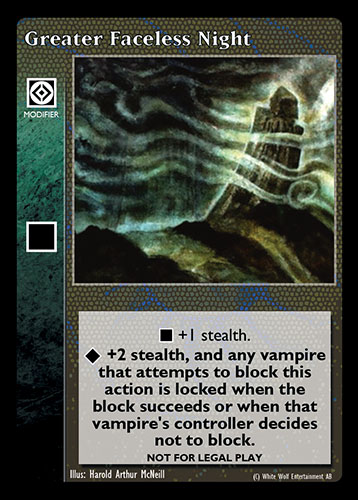 Greater Faceless Night
MODIFIER
+1 stealth.
+2 stealth, and any vampire
that attempts to block this
action is locked when the
block succeeds or when that
vampire's controller decides
not to block.
NOT FOR LEGAL PLAY
Illus: Harold Arthur McNeill
(C) White Wolf Entertainment AB